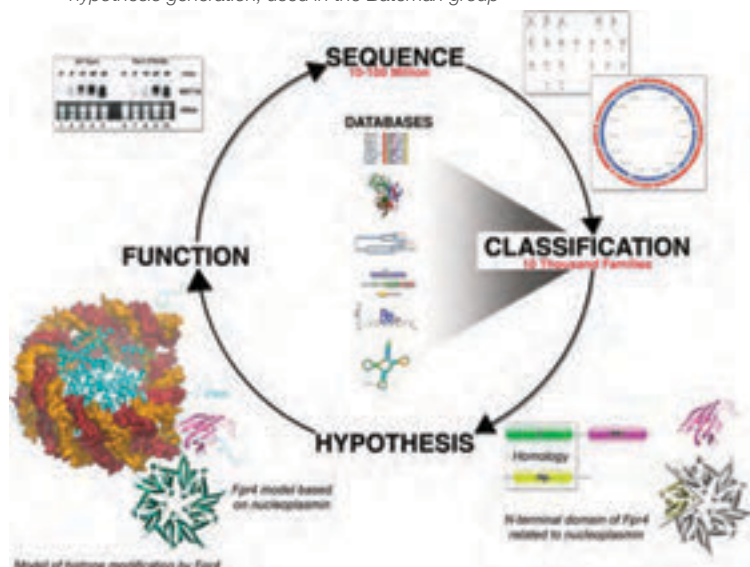 hypothesis generation, used in the Bateman group
SEQUENCE
10-100 Million
DATABASES
CLASSIFICATION
10 Thousand Families
FUNCTION
HYPOTHESIS
Homology
Fpr4 model based
on nucleoplasmin
N-terminal domain of Fpr4
related to nucleoplasmin
Model of histone modification by Fpr4